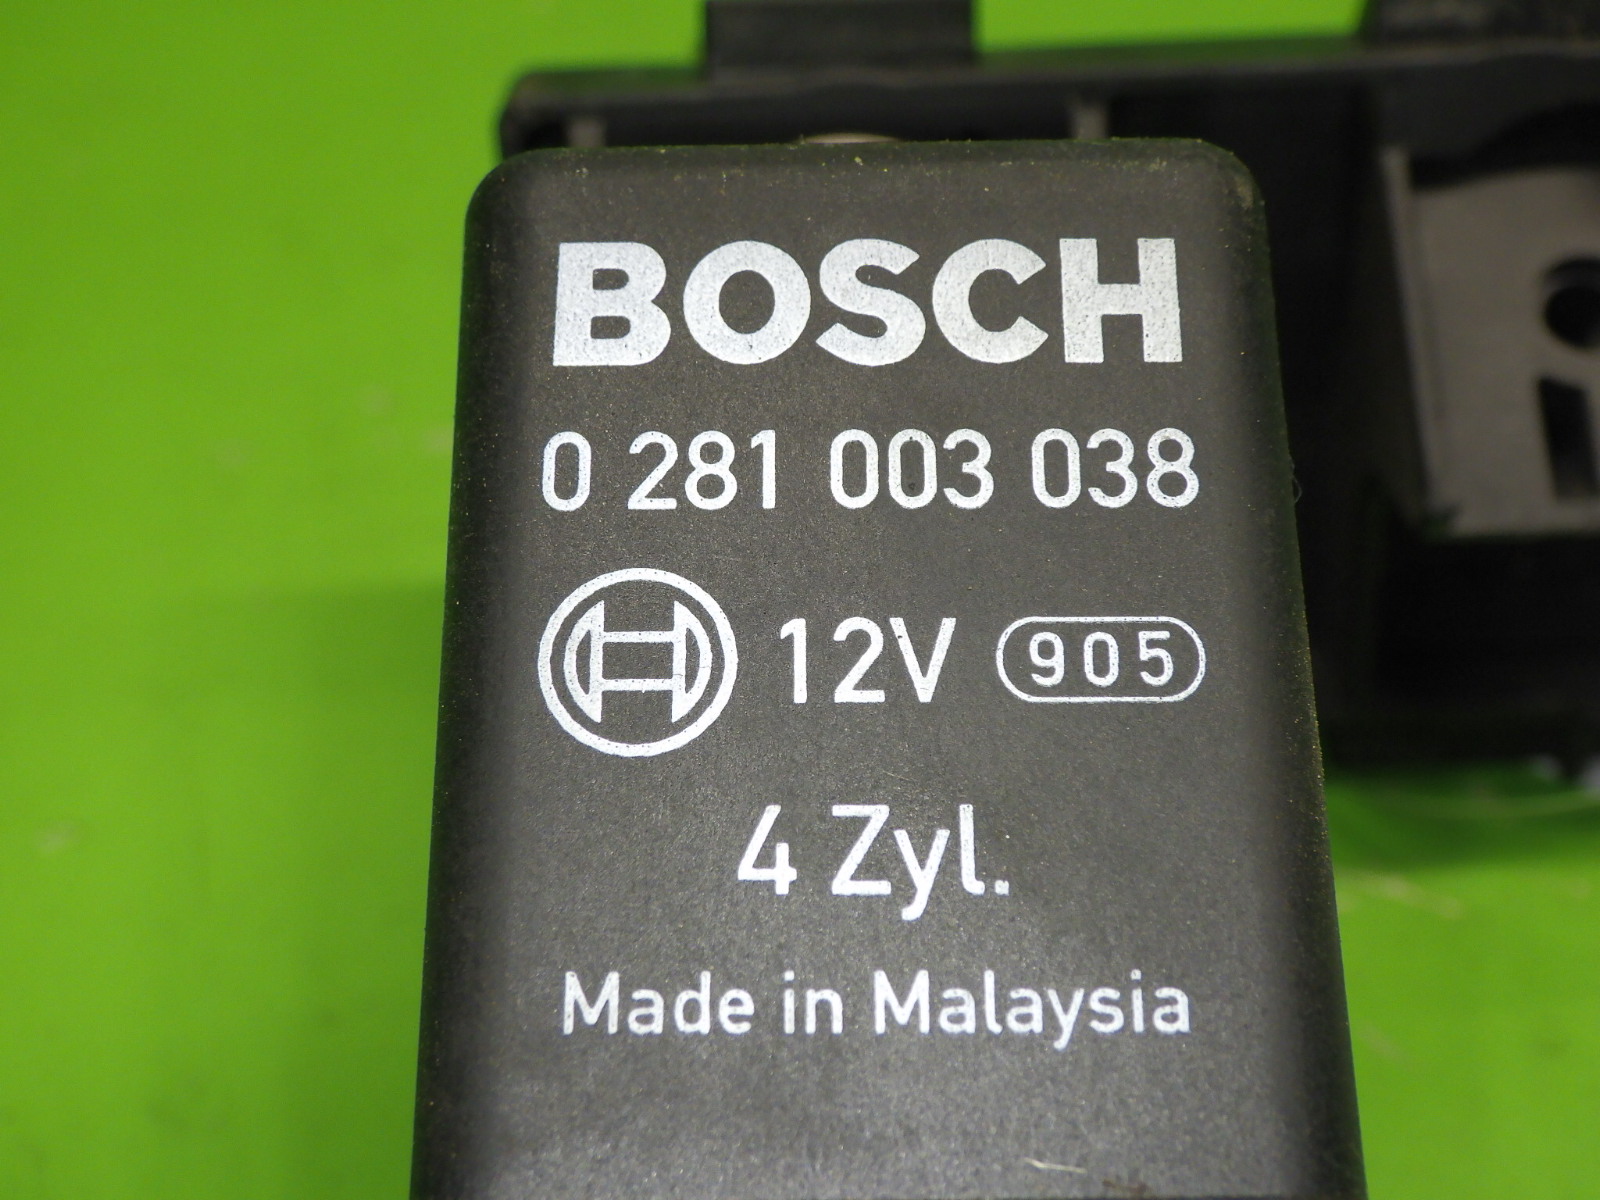 BOSCH
0 281 003 038
12V 905
4 Zyl.
Made in Malaysia